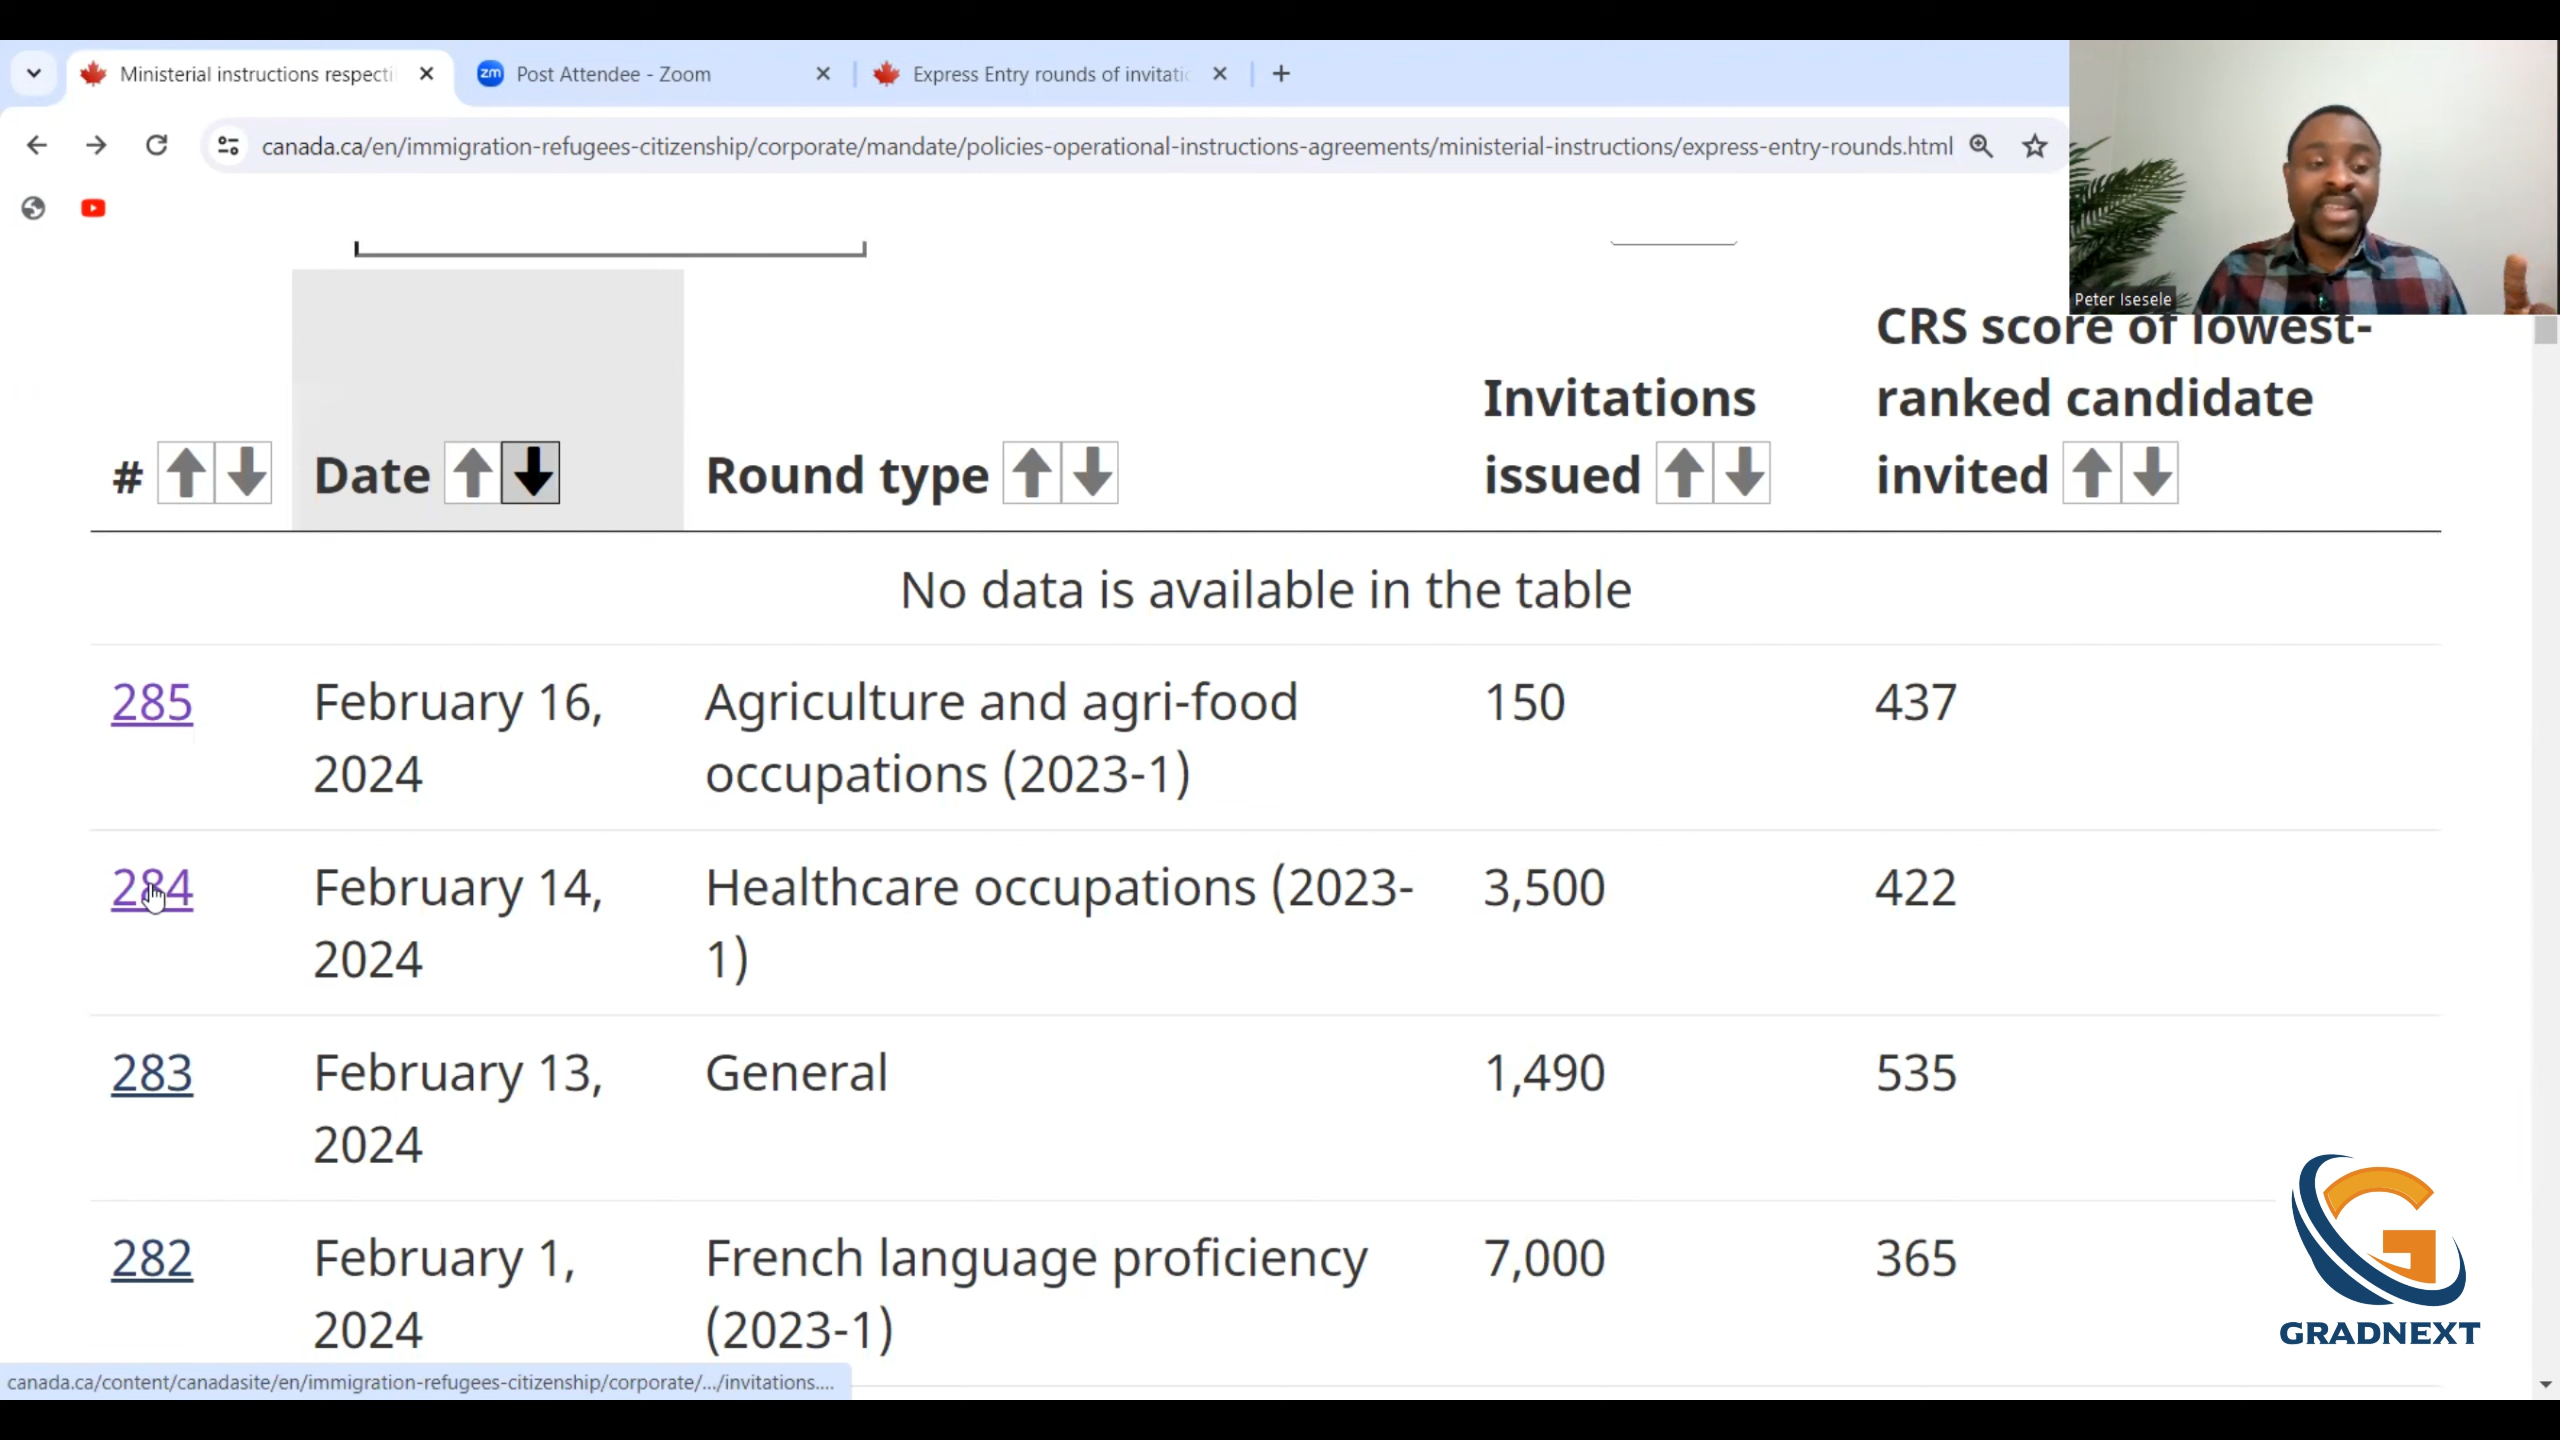 Ministerial instructions respecti
zm Post Attendee - Zoom
Express Entry rounds of invitatio
canada.ca/en/immigration-refugees-citizenship/corporate/mandate/policies-operational-instructions-agreements/ministerial-instructions/express-entry-rounds.html
Peter Isesele
# Date Round type Invitations issued CRS score of lowest-ranked candidate invited
No data is available in the table
285 February 16, Agriculture and agri-food 150 437
2024 occupations (2023-1)
284 February 14, Healthcare occupations (2023- 3,500 422
2024 1)
283 February 13, General 1,490 535
2024
282 February 1, French language proficiency 7,000 365
2024 (2023-1)
GRADNEXT
canada.ca/content/canadasite/en/immigration-refugees-citizenship/corporate/.../invitations....